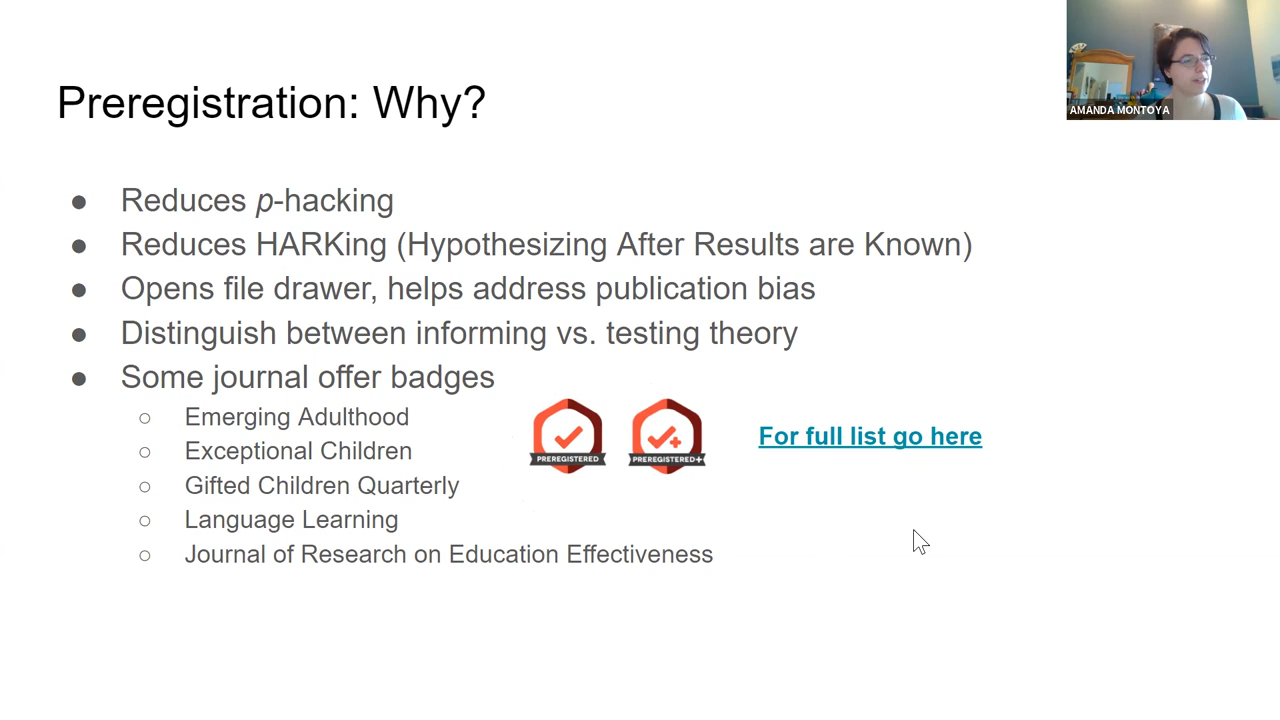 Preregistration: Why?
AMANDA MONTOYA
● Reduces p-hacking
● Reduces HARKing (Hypothesizing After Results are Known)
● Opens file drawer, helps address publication bias
● Distinguish between informing vs. testing theory
● Some journal offer badges
○ Emerging Adulthood
○ Exceptional Children
○ Gifted Children Quarterly
○ Language Learning
○ Journal of Research on Education Effectiveness
PREREGISTERED
PREREGISTERED+
For full list go here